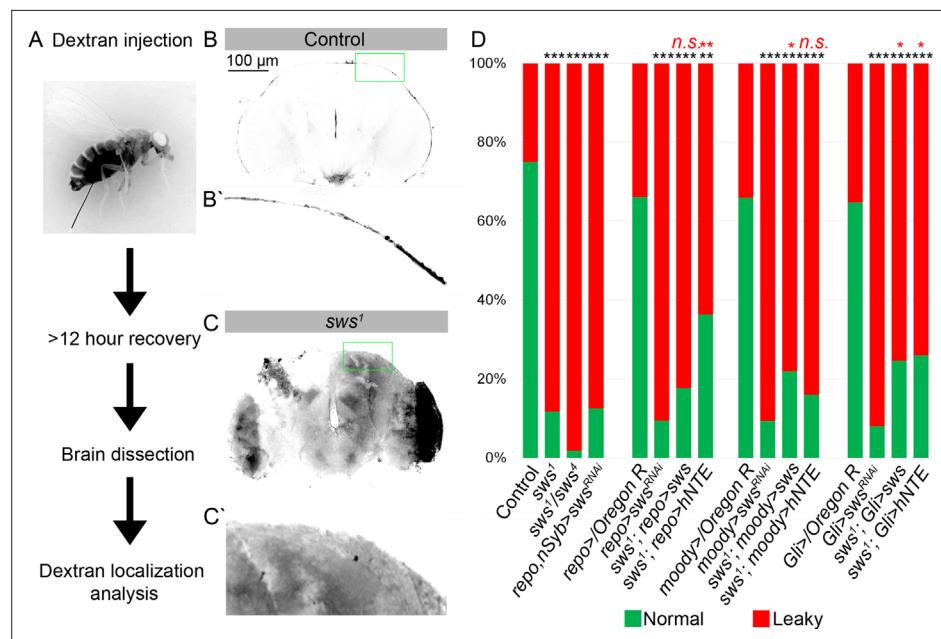 A Dextran injection
>12 hour recovery
Brain dissection
Dextran localization
analysis
B Control
100 µm
B`
C sws¹
C`
D
n.s. ** * n.s. * *
100%
80%
60%
40%
20%
0%
Control
sws¹
sws¹/sws⁴
repo,nSyb>swsᴿᴺᴬⁱ
repo>/Oregon R
repo>swsᴿᴺᴬⁱ
sws¹; repo>sws
sws¹; repo>hNTE
moody>/Oregon R
moody>swsᴿᴺᴬⁱ
sws¹; moody>sws
sws¹; moody>hNTE
Gli>/Oregon R
Gli>swsᴿᴺᴬⁱ
sws¹; Gli>sws
sws¹; Gli>hNTE
Normal Leaky